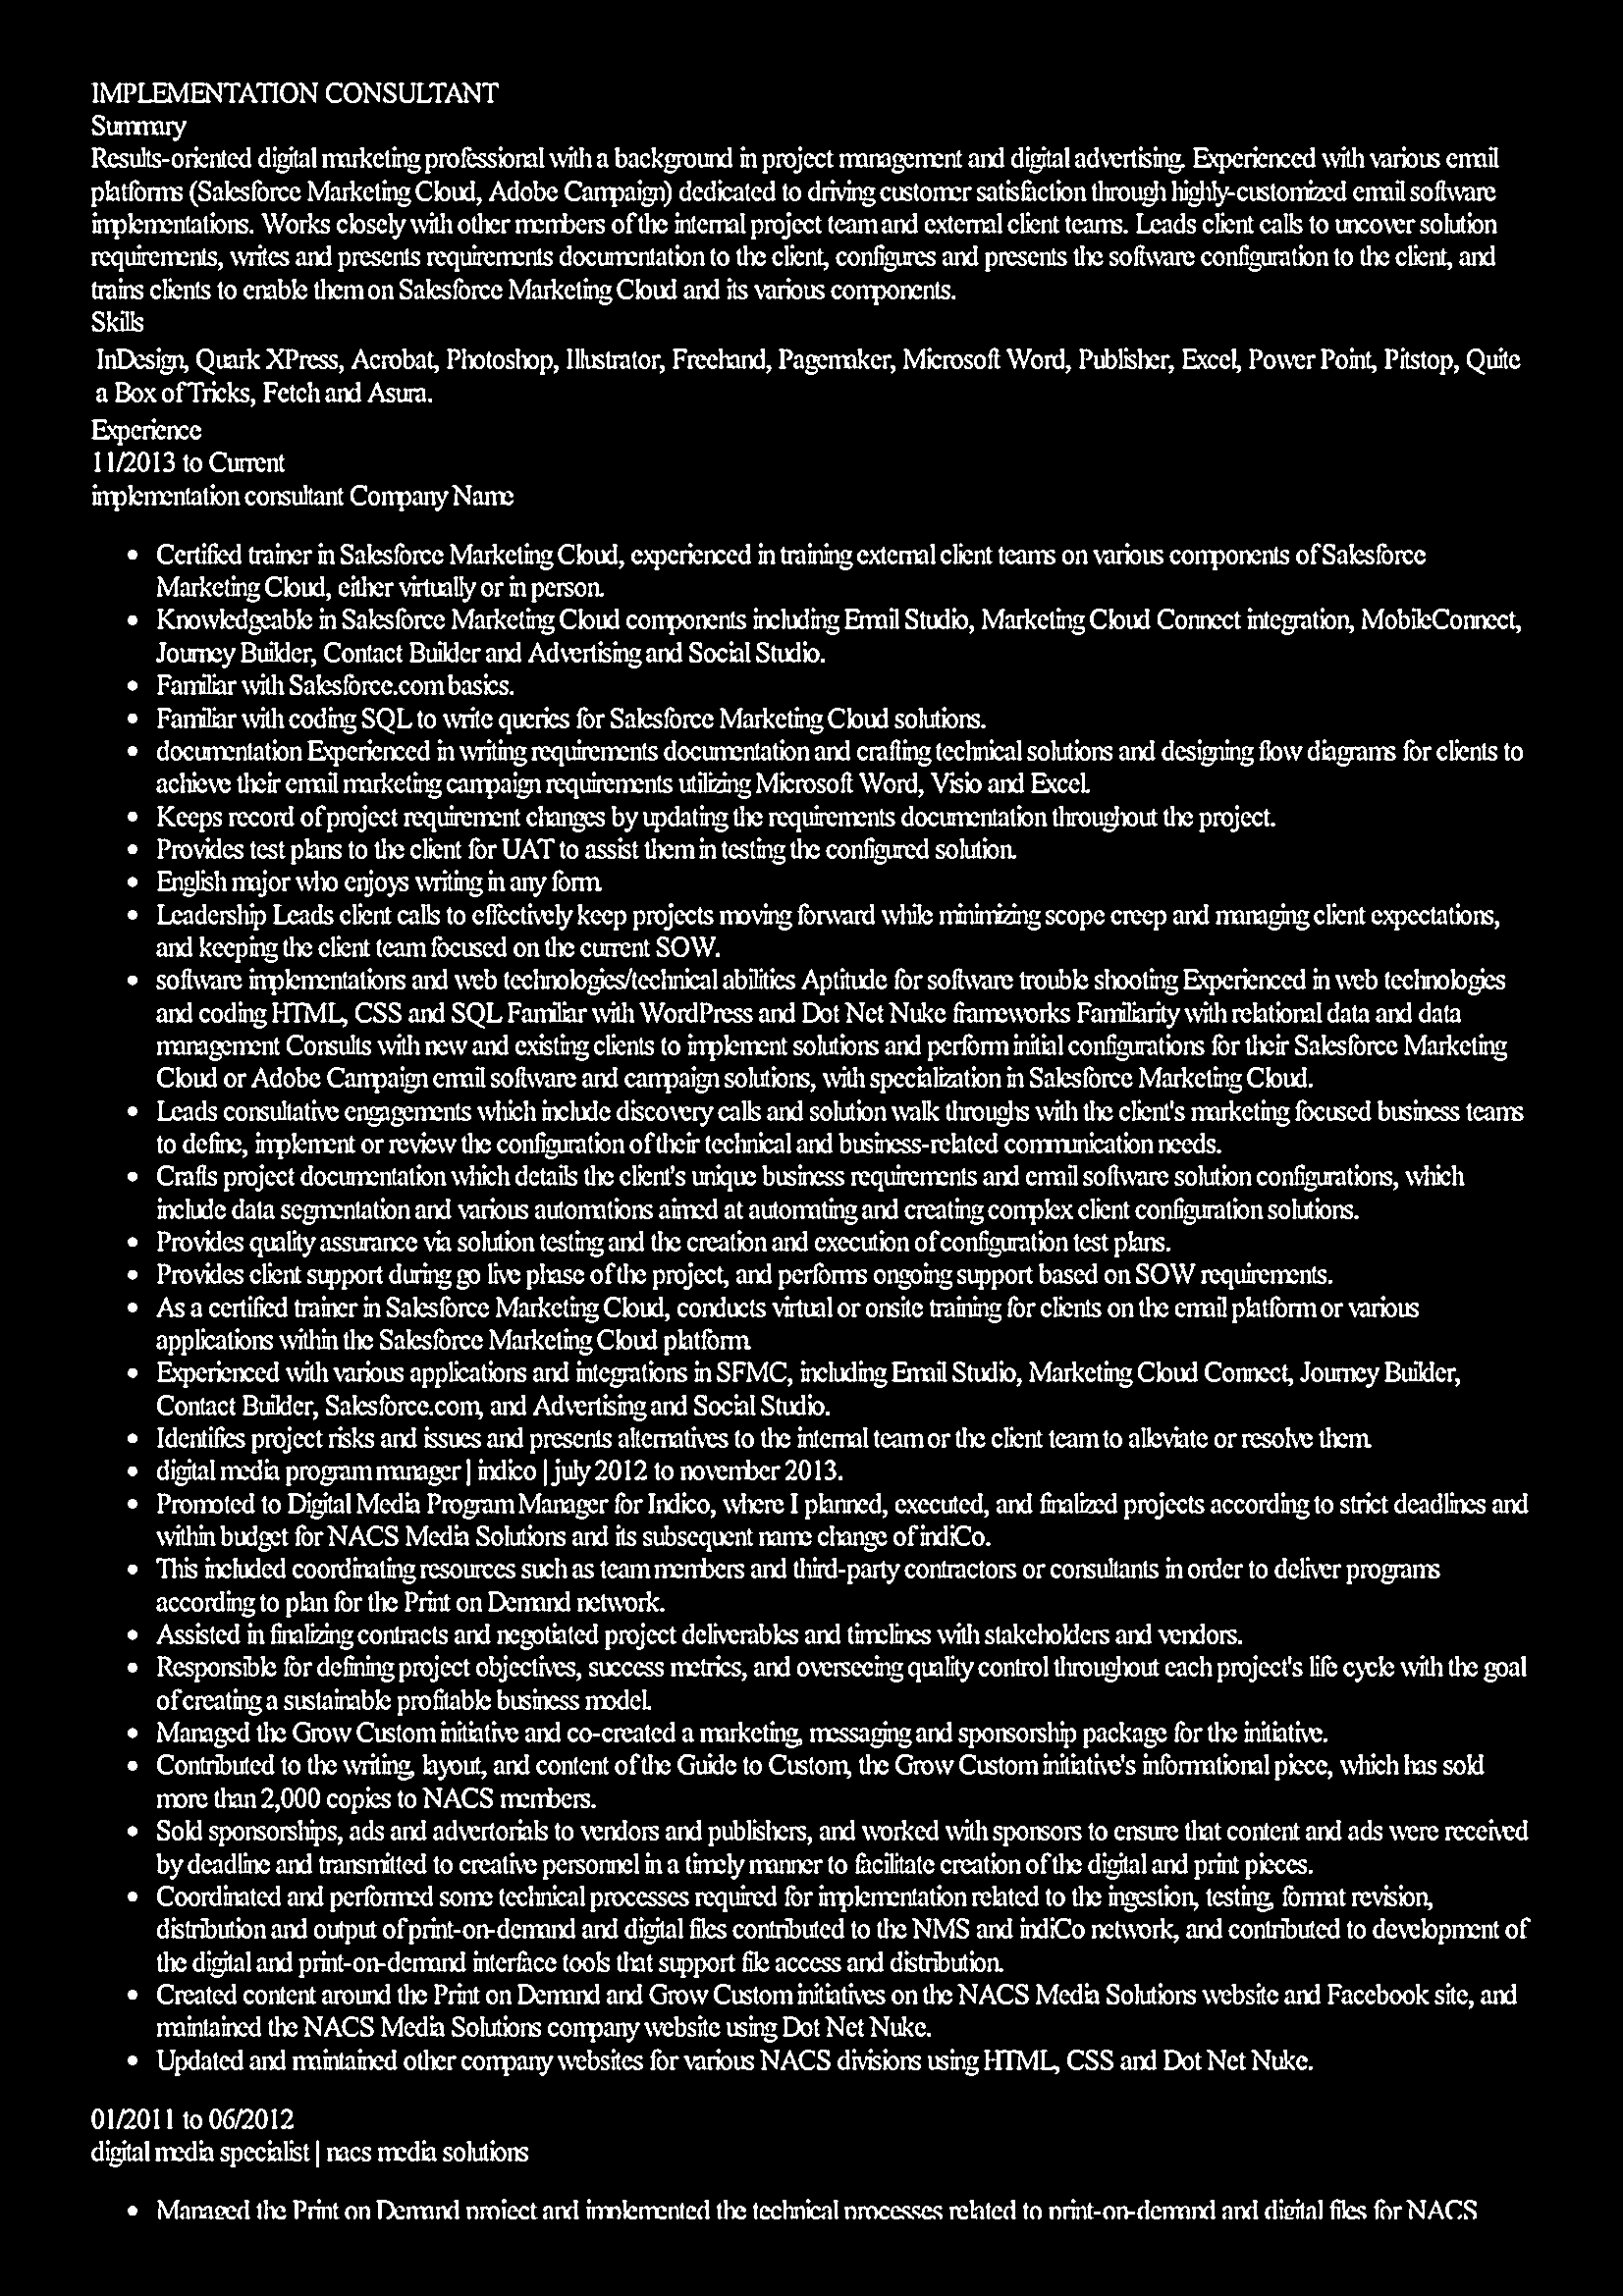 IMPLEMENTATION CONSULTANT
Summary
Results-oriented digital marketing professional with a background in project management and digital advertising. Experienced with various email
platforms (Salesforce Marketing Cloud, Adobe Campaign) dedicated to driving customer satisfaction through highly-customized email software
implementations. Works closely with other members of the internal project team and external client teams. Leads client calls to uncover solution
requirements, writes and presents requirements documentation to the client, configures and presents the software configuration to the client, and
trains clients to enable them on Salesforce Marketing Cloud and its various components.
Skills
InDesign, Quark XPress, Acrobat, Photoshop, Illustrator, Freehand, Pagemaker, Microsoft Word, Publisher, Excel, Power Point, Pitstop, Quite
a Box of Tricks, Fetch and Asura.
Experience
11/2013 to Current
implementation consultant Company Name
• Certified trainer in Salesforce Marketing Cloud, experienced in training external client teams on various components of Salesforce
Marketing Cloud, either virtually or in person.
• Knowledgeable in Salesforce Marketing Cloud components including Email Studio, Marketing Cloud Connect integration, MobileConnect,
Journey Builder, Contact Builder and Advertising and Social Studio.
• Familiar with Salesforce.com basics.
• Familiar with coding SQL to write queries for Salesforce Marketing Cloud solutions.
• documentation Experienced in writing requirements documentation and crafting technical solutions and designing flow diagrams for clients to
achieve their email marketing campaign requirements utilizing Microsoft Word, Visio and Excel.
• Keeps record of project requirement changes by updating the requirements documentation throughout the project.
• Provides test plans to the client for UAT to assist them in testing the configured solution.
• English major who enjoys writing in any form.
• Leadership Leads client calls to effectively keep projects moving forward while minimizing scope creep and managing client expectations,
and keeping the client team focused on the current SOW.
• software implementations and web technologies/technical abilities Aptitude for software trouble shooting Experienced in web technologies
and coding HTML, CSS and SQL Familiar with WordPress and Dot Net Nuke frameworks Familiarity with relational data and data
management Consults with new and existing clients to implement solutions and perform initial configurations for their Salesforce Marketing
Cloud or Adobe Campaign email software and campaign solutions, with specialization in Salesforce Marketing Cloud.
• Leads consultative engagements which include discovery calls and solution walk throughs with the client's marketing focused business teams
to define, implement or review the configuration of their technical and business-related communication needs.
• Crafts project documentation which details the client's unique business requirements and email software solution configurations, which
include data segmentation and various automations aimed at automating and creating complex client configuration solutions.
• Provides quality assurance via solution testing and the creation and execution of configuration test plans.
• Provides client support during go live phase of the project, and performs ongoing support based on SOW requirements.
• As a certified trainer in Salesforce Marketing Cloud, conducts virtual or onsite training for clients on the email platform or various
applications within the Salesforce Marketing Cloud platform.
• Experienced with various applications and integrations in SFMC, including Email Studio, Marketing Cloud Connect, Journey Builder,
Contact Builder, Salesforce.com, and Advertising and Social Studio.
• Identifies project risks and issues and presents alternatives to the internal team or the client team to alleviate or resolve them.
• digital media program manager | indico | july 2012 to november 2013.
• Promoted to Digital Media Program Manager for Indico, where I planned, executed, and finalized projects according to strict deadlines and
within budget for NACS Media Solutions and its subsequent name change of indiCo.
• This included coordinating resources such as team members and third-party contractors or consultants in order to deliver programs
according to plan for the Print on Demand network.
• Assisted in finalizing contracts and negotiated project deliverables and timelines with stakeholders and vendors.
• Responsible for defining project objectives, success metrics, and overseeing quality control throughout each project's life cycle with the goal
of creating a sustainable profitable business model.
• Managed the Grow Custom initiative and co-created a marketing, messaging and sponsorship package for the initiative.
• Contributed to the writing, layout, and content of the Guide to Custom, the Grow Custom initiative's informational piece, which has sold
more than 2,000 copies to NACS members.
• Sold sponsorships, ads and advertorials to vendors and publishers, and worked with sponsors to ensure that content and ads were received
by deadline and transmitted to creative personnel in a timely manner to facilitate creation of the digital and print pieces.
• Coordinated and performed some technical processes required for implementation related to the ingestion, testing, format revision,
distribution and output of print-on-demand and digital files contributed to the NMS and indiCo network, and contributed to development of
the digital and print-on-demand interface tools that support file access and distribution.
• Created content around the Print on Demand and Grow Custom initiatives on the NACS Media Solutions website and Facebook site, and
maintained the NACS Media Solutions company website using Dot Net Nuke.
• Updated and maintained other company websites for various NACS divisions using HTML, CSS and Dot Net Nuke.
01/2011 to 06/2012
digital media specialist | nacs media solutions
• Managed the Print on Demand project and implemented the technical processes related to print-on-demand and digital files for NACS